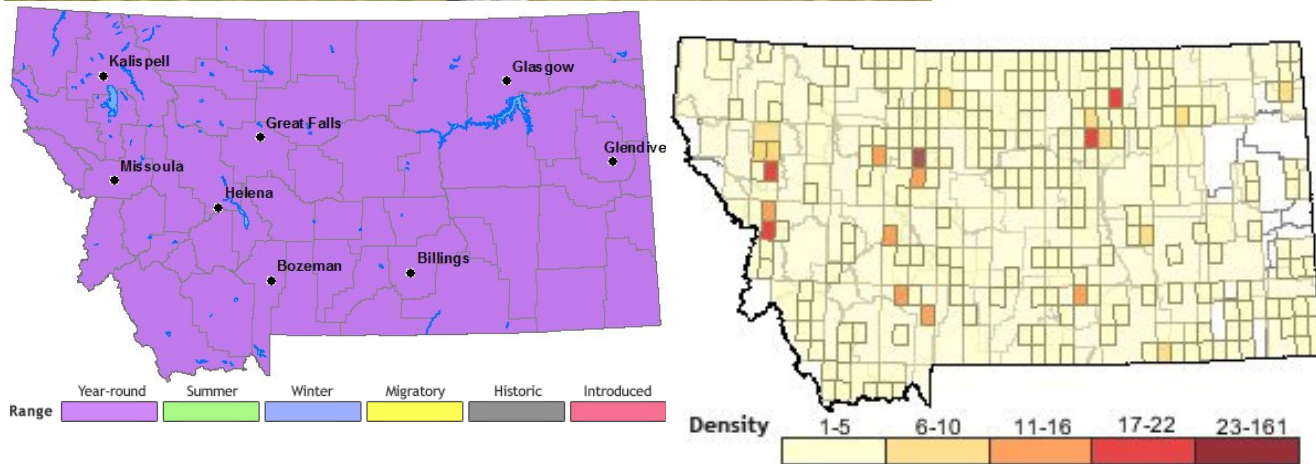 Kalispell
Glasgow
Great Falls
Glendive
Missoula
Helena
Bozeman
Billings
Range Year-round Summer Winter Migratory Historic Introduced
Density 1-5 6-10 11-16 17-22 23-161